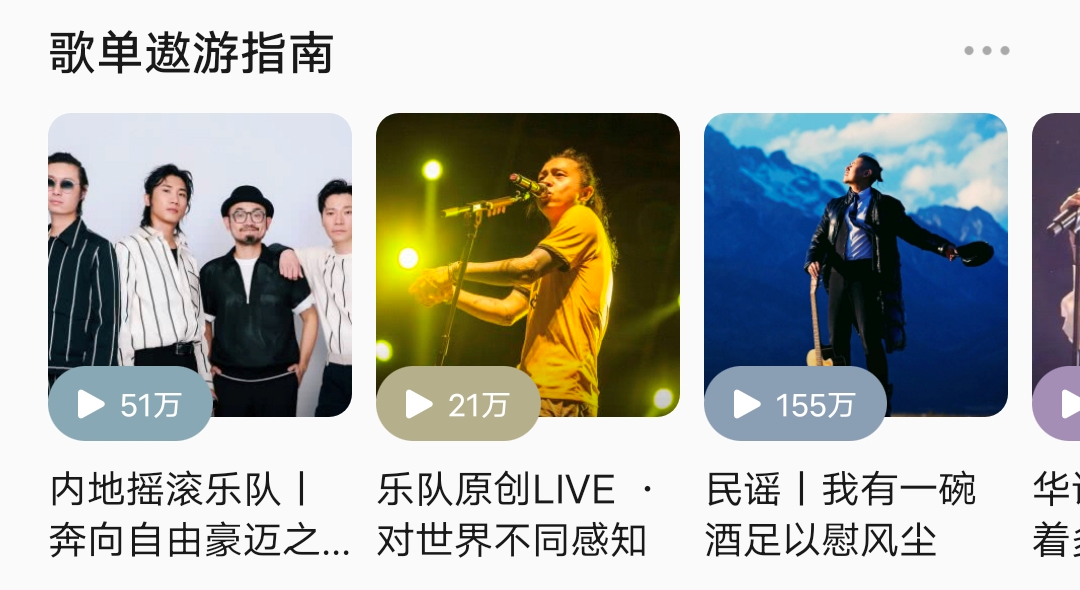 歌单遨游指南
51万
21万
155万
内地摇滚乐队丨
奔向自由豪迈之...
乐队原创LIVE ·
对世界不同感知
民谣丨我有一碗
酒足以慰风尘
华
着